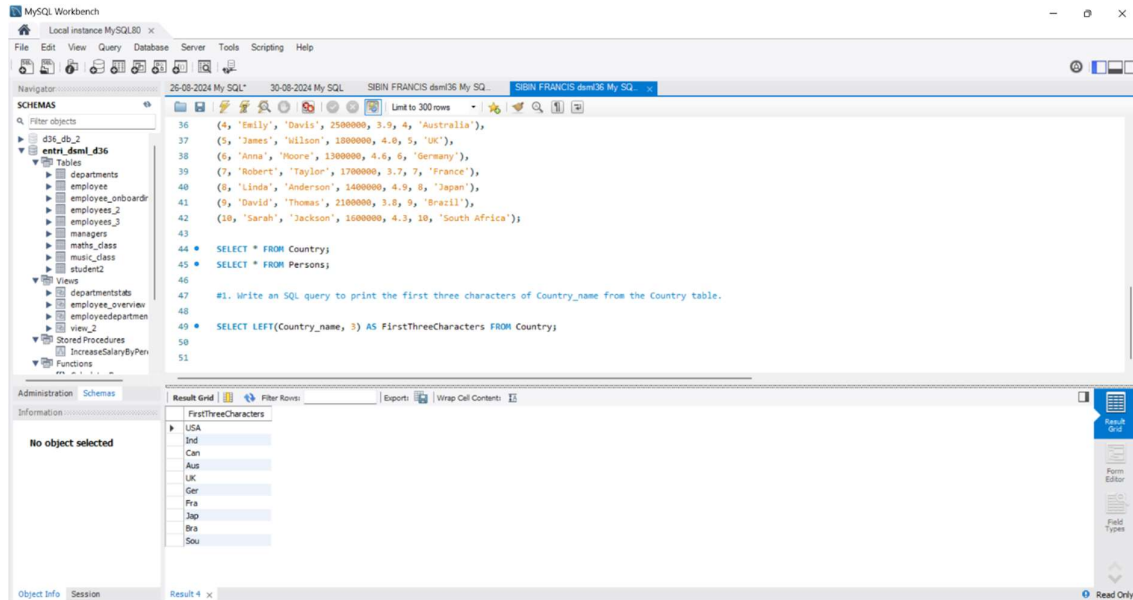 MySQL Workbench
Local instance MySQL80
File Edit View Query Database Server Tools Scripting Help
Navigator
26-08-2024 My SQL* 30-08-2024 My SQL SIBIN FRANCIS dsml36 My SQ... SIBIN FRANCIS dsml36 My SQ...
SCHEMAS
Filter objects
d36_db_2
entri_dsml_d36
Tables
departments
employee
employee_onboardir
employees_2
employees_3
managers
maths_class
music_class
student2
Views
departmentstats
employee_overview
employeedepartmen
view_2
Stored Procedures
IncreaseSalaryByPer
Functions
Limit to 300 rows
36 (4, 'Emily', 'Davis', 2500000, 3.9, 4, 'Australia'),
37 (5, 'James', 'Wilson', 1800000, 4.0, 5, 'UK'),
38 (6, 'Anna', 'Moore', 1300000, 4.6, 6, 'Germany'),
39 (7, 'Robert', 'Taylor', 1700000, 3.7, 7, 'France'),
40 (8, 'Linda', 'Anderson', 1400000, 4.9, 8, 'Japan'),
41 (9, 'David', 'Thomas', 2100000, 3.8, 9, 'Brazil'),
42 (10, 'Sarah', 'Jackson', 1600000, 4.3, 10, 'South Africa');
43
44 SELECT * FROM Country;
45 SELECT * FROM Persons;
46
47 #1. Write an SQL query to print the first three characters of Country_name from the Country table.
48
49 SELECT LEFT(Country_name, 3) AS FirstThreeCharacters FROM Country;
50
51
Administration Schemas
Information
No object selected
Result Grid Filter Rows: Export: Wrap Cell Content:
FirstThreeCharacters
USA
Ind
Can
Aus
UK
Ger
Fra
Jap
Bra
Sou
Result Grid
Form Editor
Field Types
Object Info Session
Result 4
Read Only